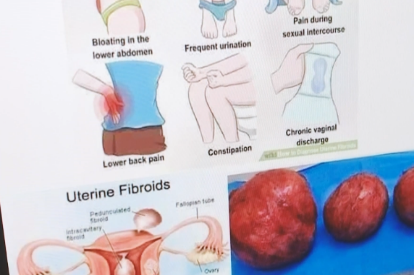 Bloating in the
lower abdomen
Frequent urination
Pain during
sexual intercourse
Lower back pain
Constipation
Chronic vaginal
discharge
Uterine Fibroids
Pedunculated
fibroid
Fallopian tube
Intracavitary
fibroid
Ovary